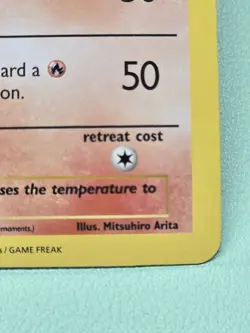 ard a
50
on.
retreat cost
ses the temperature to
Illus. Mitsuhiro Arita
/ GAME FREAK